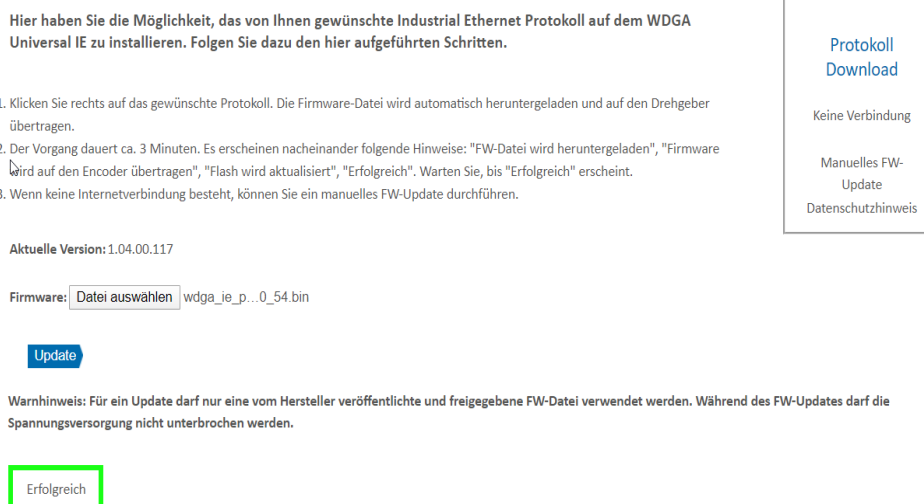 Hier haben Sie die Möglichkeit, das von Ihnen gewünschte Industrial Ethernet Protokoll auf dem WDGA
Universal IE zu installieren. Folgen Sie dazu den hier aufgeführten Schritten.
1. Klicken Sie rechts auf das gewünschte Protokoll. Die Firmware-Datei wird automatisch heruntergeladen und auf den Drehgeber
übertragen.
2. Der Vorgang dauert ca. 3 Minuten. Es erscheinen nacheinander folgende Hinweise: "FW-Datei wird heruntergeladen", "Firmware
wird auf den Encoder übertragen", "Flash wird aktualisiert", "Erfolgreich". Warten Sie, bis "Erfolgreich" erscheint.
3. Wenn keine Internetverbindung besteht, können Sie ein manuelles FW-Update durchführen.
Aktuelle Version: 1.04.00.117
Firmware: Datei auswählen wdga_ie_p...0_54.bin
Update
Warnhinweis: Für ein Update darf nur eine vom Hersteller veröffentlichte und freigegebene FW-Datei verwendet werden. Während des FW-Updates darf die
Spannungsversorgung nicht unterbrochen werden.
Erfolgreich
Protokoll
Download
Keine Verbindung
Manuelles FW-
Update
Datenschutzhinweis